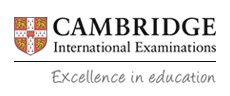 CAMBRIDGE
International Examinations
Excellence in education